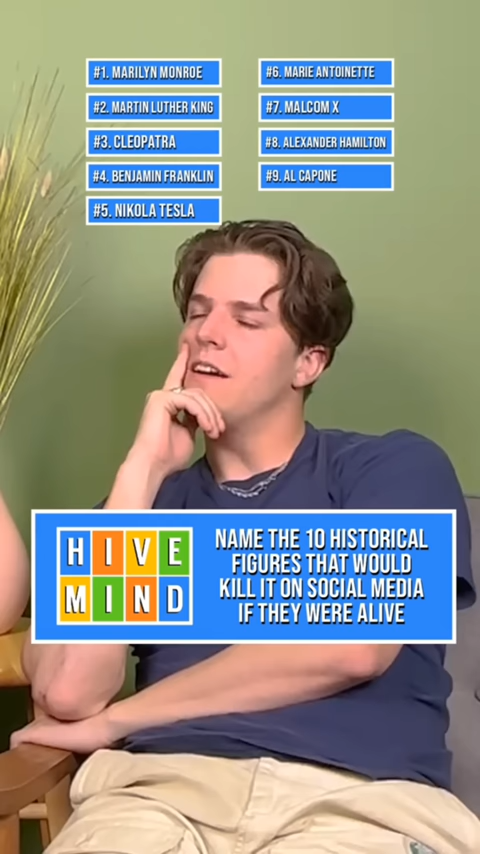 #1. MARILYN MONROE
#2. MARTIN LUTHER KING
#3. CLEOPATRA
#4. BENJAMIN FRANKLIN
#5. NIKOLA TESLA
#6. MARIE ANTOINETTE
#7. MALCOM X
#8. ALEXANDER HAMILTON
#9. AL CAPONE
HIVE
MIND
NAME THE 10 HISTORICAL
FIGURES THAT WOULD
KILL IT ON SOCIAL MEDIA
IF THEY WERE ALIVE